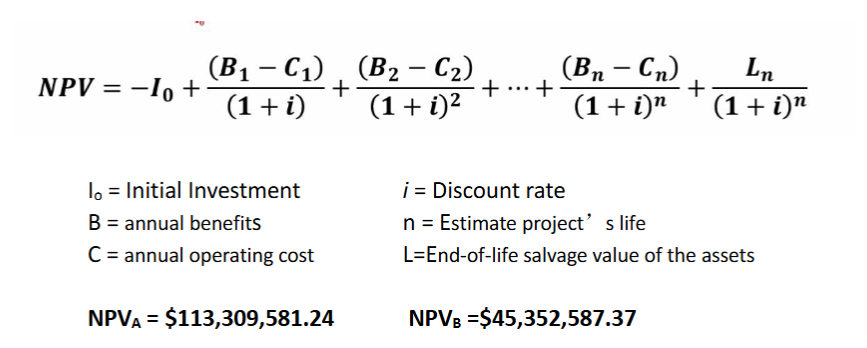 NPV = −I₀ + (B₁ − C₁)/(1 + i) + (B₂ − C₂)/(1 + i)² + ⋯ + (Bₙ − Cₙ)/(1 + i)ⁿ + Lₙ/(1 + i)ⁿ
Iₒ = Initial Investment
i = Discount rate
B = annual benefits
n = Estimate project’ s life
C = annual operating cost
L=End-of-life salvage value of the assets
NPVA = $113,309,581.24
NPVB =$45,352,587.37